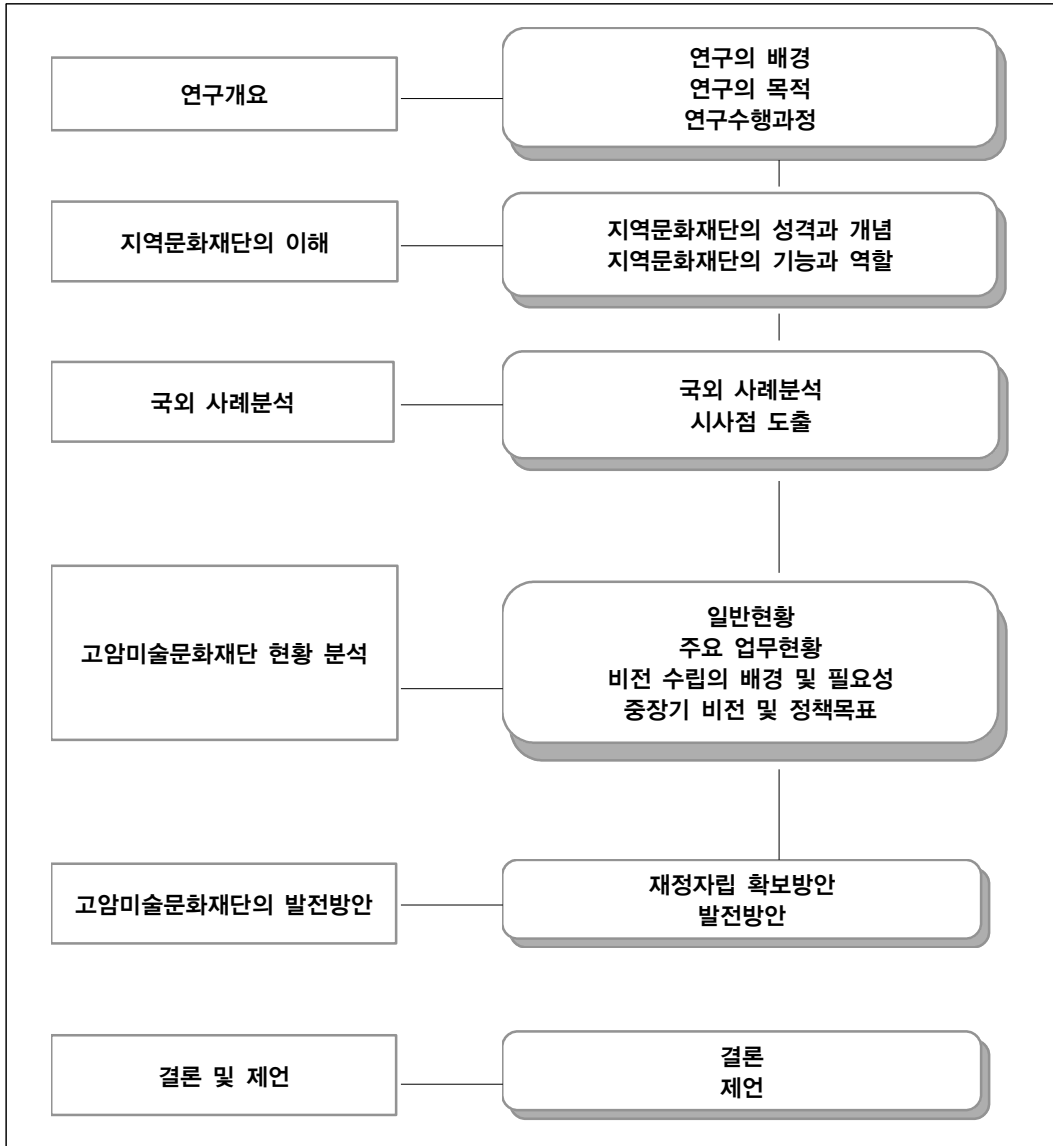 연구개요
연구의 배경
연구의 목적
연구수행과정
지역문화재단의 이해
지역문화재단의 성격과 개념
지역문화재단의 기능과 역할
국외 사례분석
국외 사례분석
시사점 도출
고암미술문화재단 현황 분석
일반현황
주요 업무현황
비전 수립의 배경 및 필요성
중장기 비전 및 정책목표
고암미술문화재단의 발전방안
재정자립 확보방안
발전방안
결론 및 제언
결론
제언